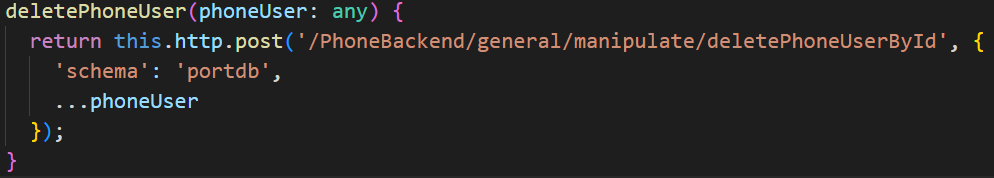 deletePhoneUser(phoneUser: any) {
  return this.http.post('/PhoneBackend/general/manipulate/deletePhoneUserById', {
    'schema': 'portdb',
    ...phoneUser
  });
}